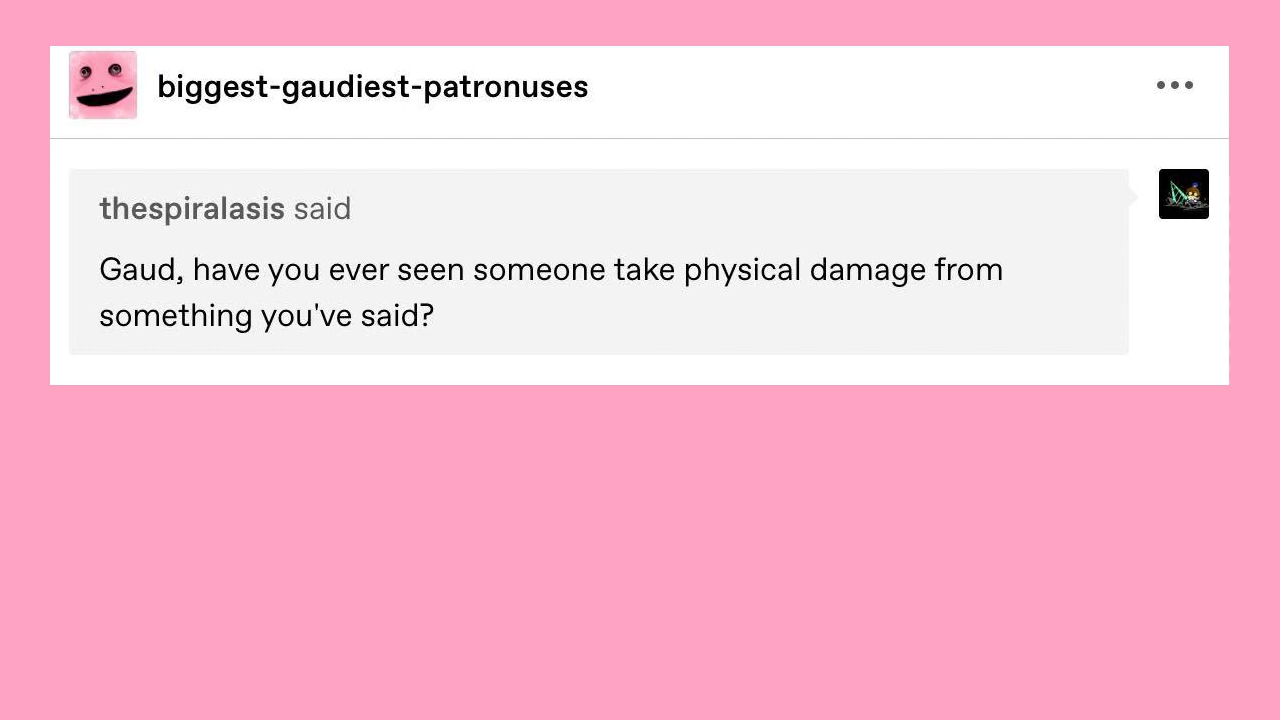 biggest-gaudiest-patronuses
thespiralasis said
Gaud, have you ever seen someone take physical damage from
something you've said?